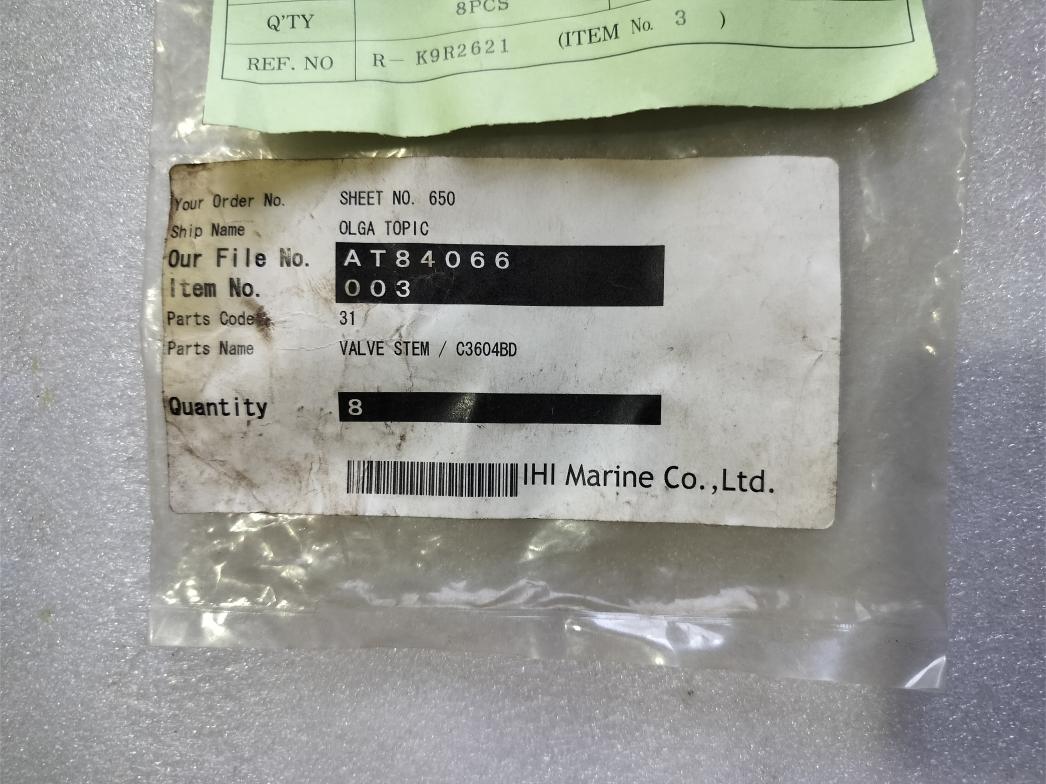 Q'TY 8PCS
REF. NO R- K9R2621 (ITEM No. 3 )
Your Order No. SHEET NO. 650
Ship Name OLGA TOPIC
Our File No. AT84066
Item No. 003
Parts Code 31
Parts Name VALVE STEM / C3604BD
Quantity 8
IHI Marine Co.,Ltd.